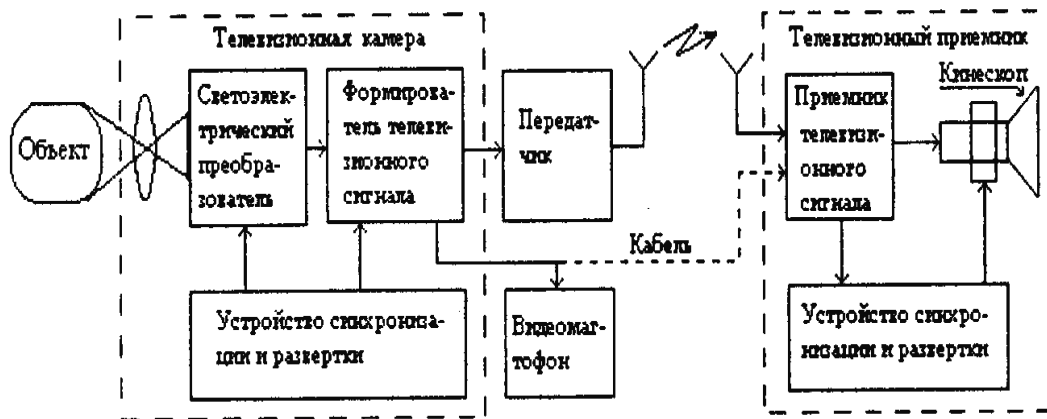 Телевизионная камера
Объект
Светоэлек-
трический
преобра-
зователь
Формирова-
тель телеви-
зионного
сигнала
Устройство синхрониза-
ции и развертки
Передат-
чик
Кабель
Видеомаг-
тофон
Телевизионный приемник
Кинескоп
Приемник
телевизи-
онного
сигнала
Устройство синхро-
низации и развертки